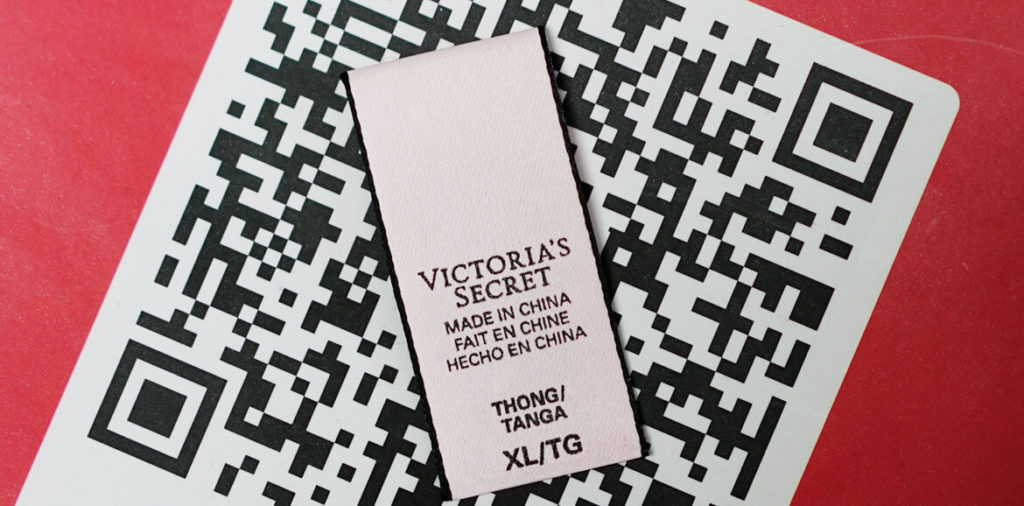 VICTORIA'S
SECRET
MADE IN CHINA
FAIT EN CHINE
HECHO EN CHINA
THONG/
TANGA
XL/TG